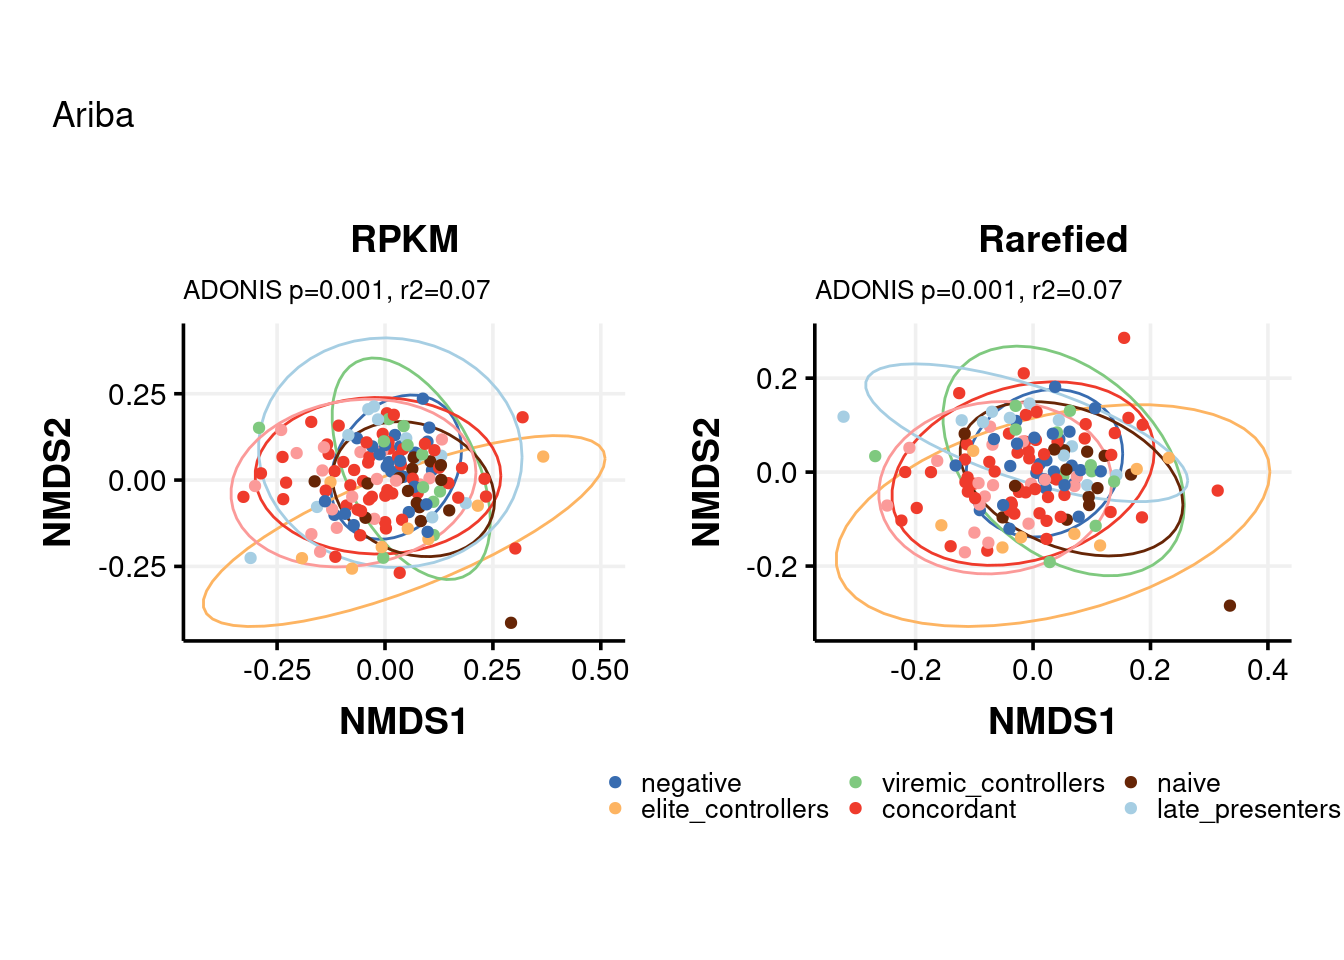 Ariba
RPKM
ADONIS p=0.001, r2=0.07
NMDS2
0.25
0.00
-0.25
-0.25 0.00 0.25 0.50
NMDS1
Rarefied
ADONIS p=0.001, r2=0.07
NMDS2
0.2
0.0
-0.2
-0.2 0.0 0.2 0.4
NMDS1
negative viremic_controllers naive
elite_controllers concordant late_presenters